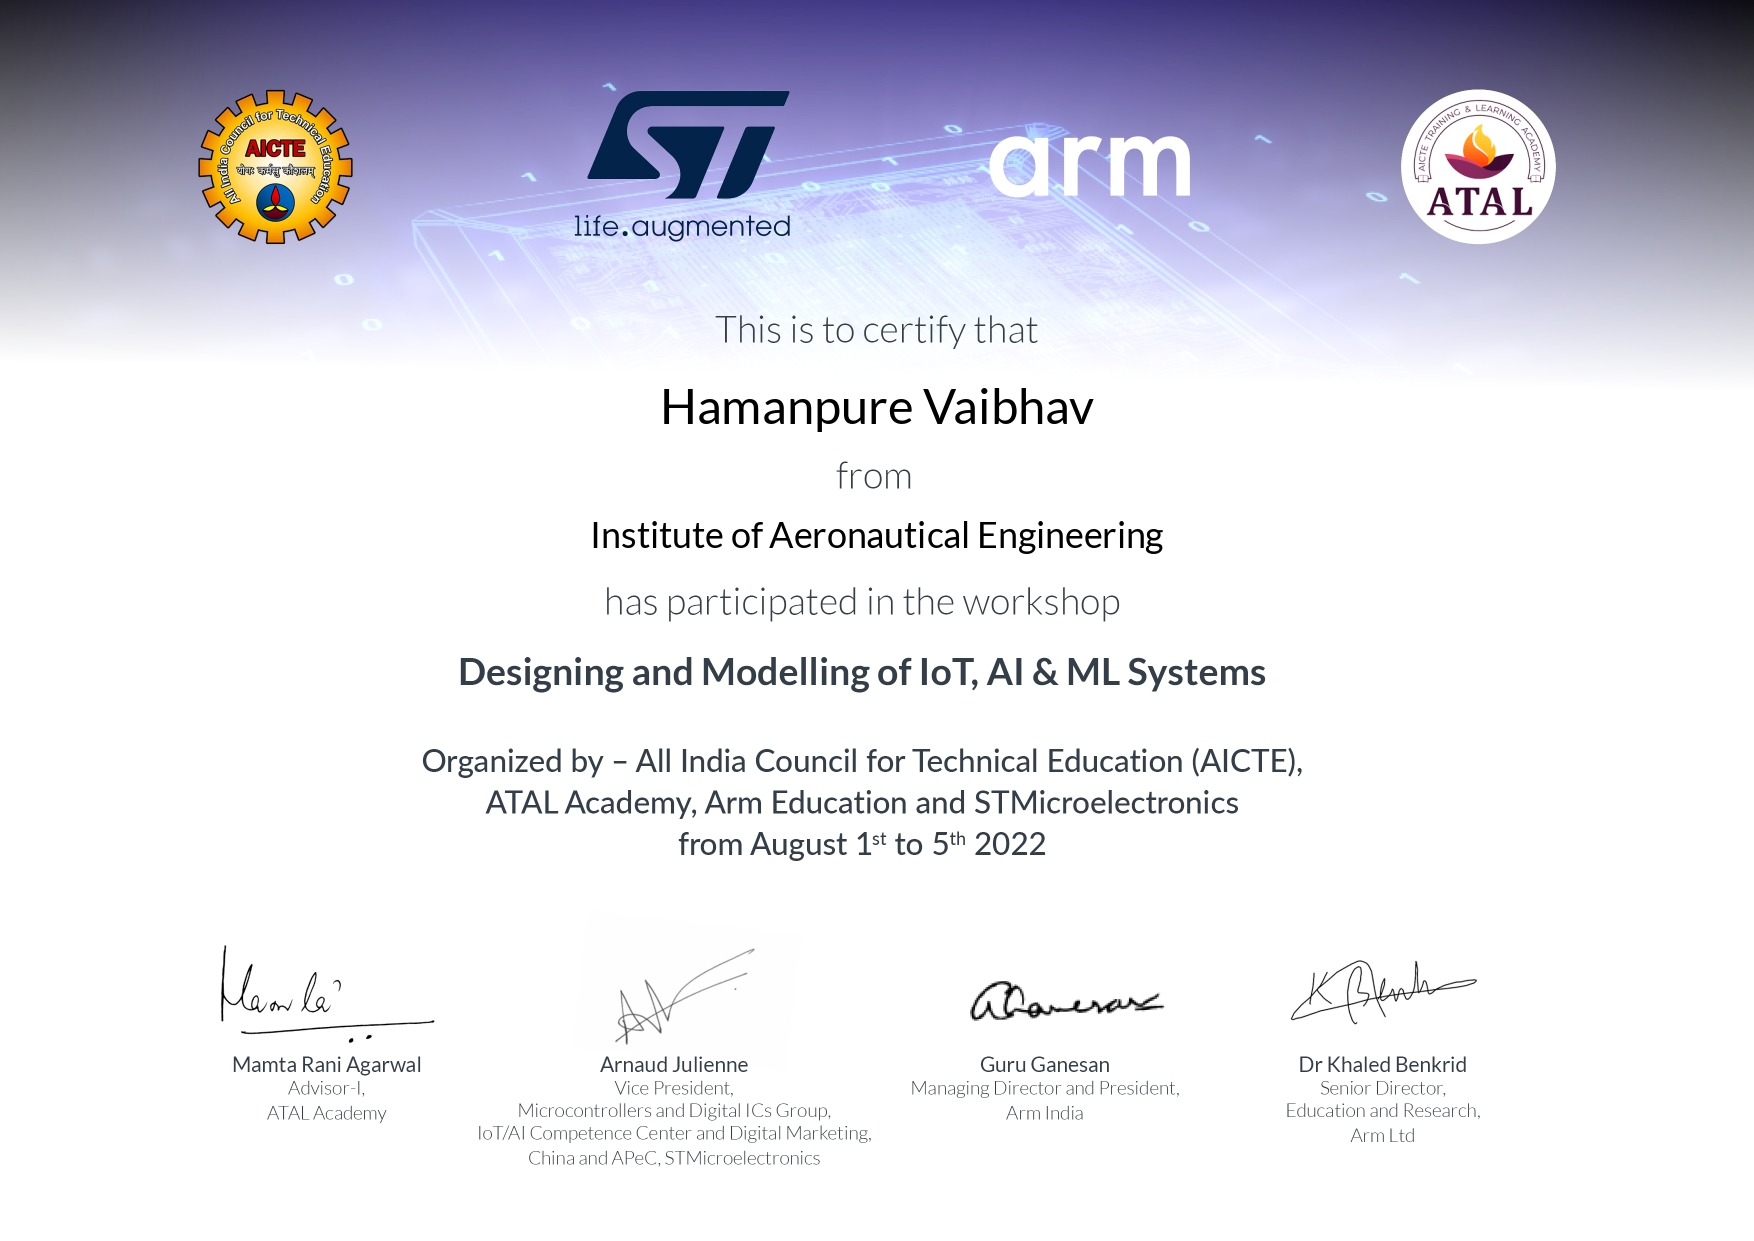 All India Council for Technical Education
AICTE
योगः कर्मसु कौशलम्
ST
life.augmented
arm
AICTE TRAINING & LEARNING ACADEMY
ATAL
This is to certify that
Hamanpure Vaibhav
from
Institute of Aeronautical Engineering
has participated in the workshop
Designing and Modelling of IoT, AI & ML Systems
Organized by – All India Council for Technical Education (AICTE),
ATAL Academy, Arm Education and STMicroelectronics
from August 1st to 5th 2022
Mamta Rani Agarwal
Advisor-I,
ATAL Academy
Arnaud Julienne
Vice President,
Microcontrollers and Digital ICs Group,
IoT/AI Competence Center and Digital Marketing,
China and APeC, STMicroelectronics
Guru Ganesan
Managing Director and President,
Arm India
Dr Khaled Benkrid
Senior Director,
Education and Research,
Arm Ltd